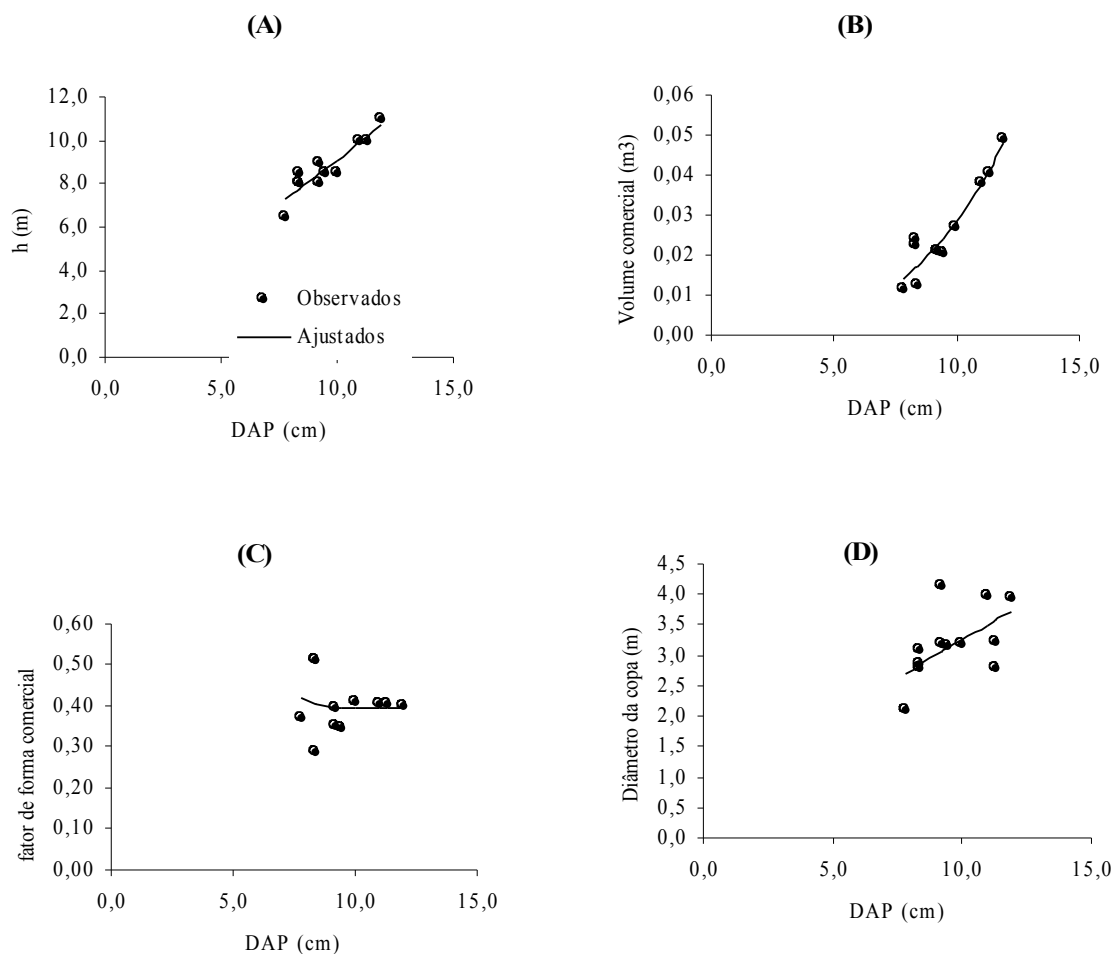 (A)
12,0
10,0
8,0
6,0
4,0
2,0
0,0
h (m)
Observados
Ajustados
0,0 5,0 10,0 15,0
DAP (cm)
(B)
0,06
0,05
0,04
0,03
0,02
0,01
0,00
Volume comercial (m3)
0,0 5,0 10,0 15,0
DAP (cm)
(C)
0,60
0,50
0,40
0,30
0,20
0,10
0,00
fator de forma comercial
0,0 5,0 10,0 15,0
DAP (cm)
(D)
4,5
4,0
3,5
3,0
2,5
2,0
1,5
1,0
0,5
0,0
Diâmetro da copa (m)
0,0 5,0 10,0 15,0
DAP (cm)